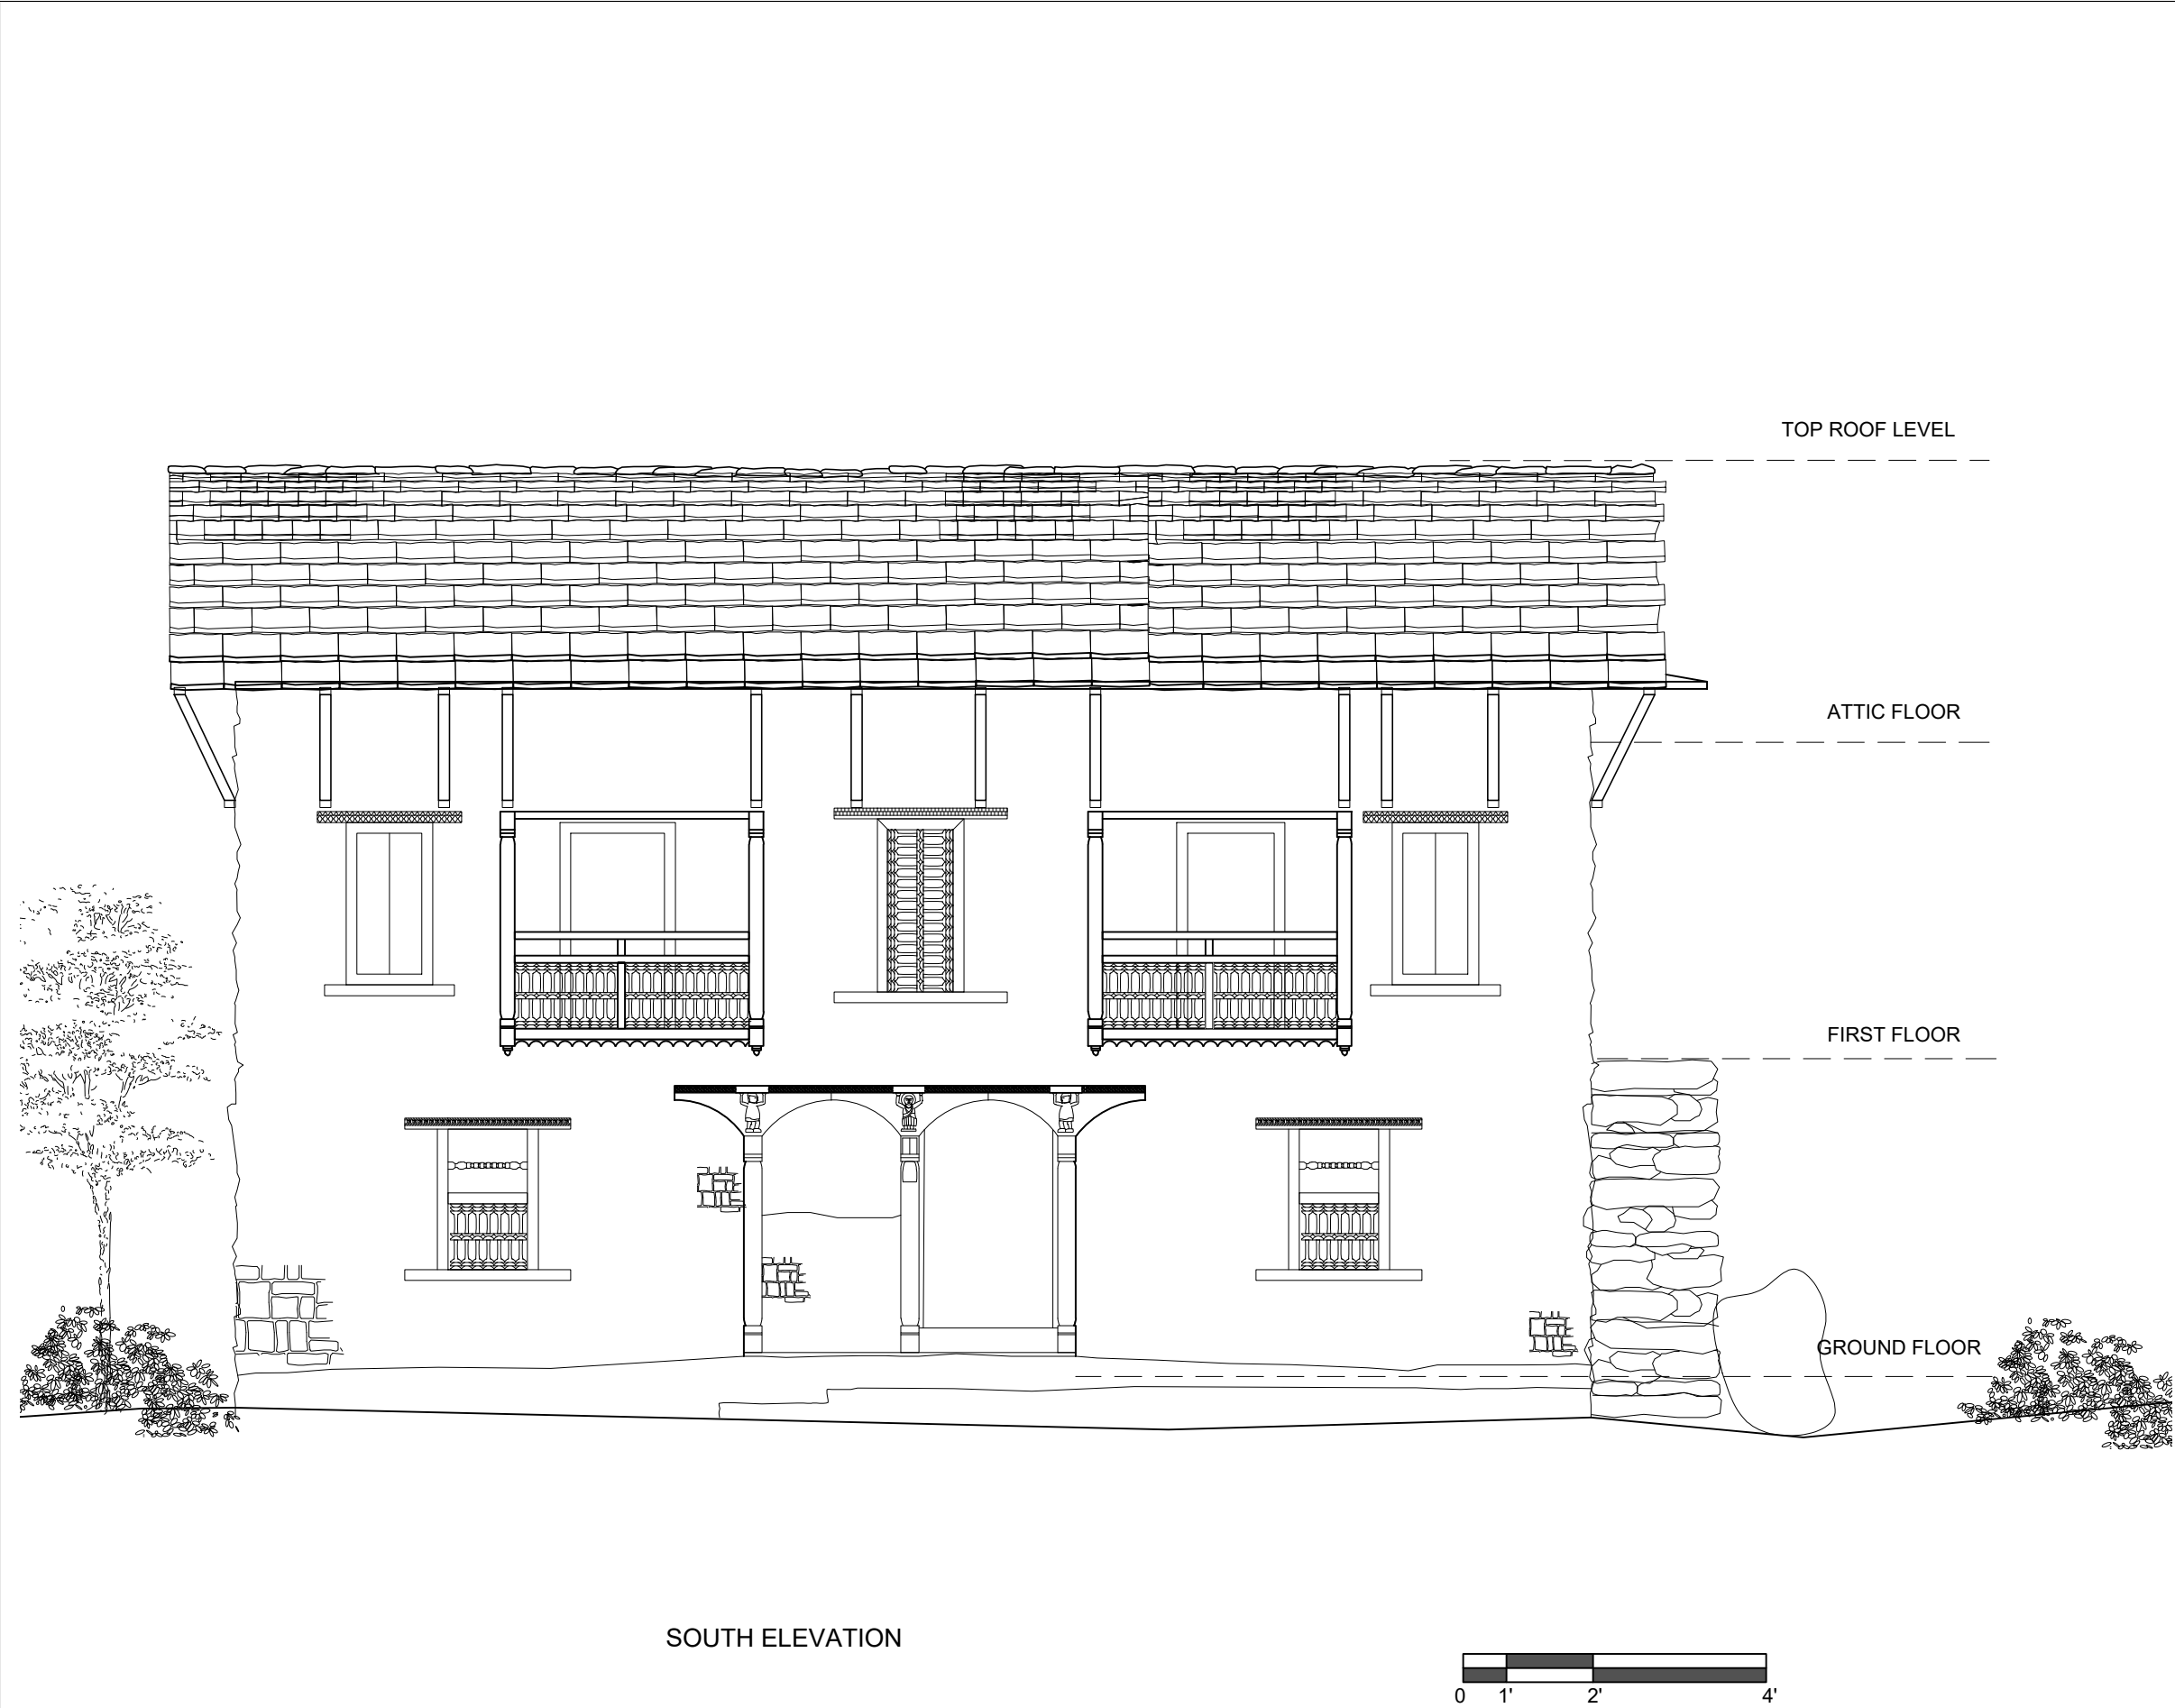 TOP ROOF LEVEL
ATTIC FLOOR
FIRST FLOOR
GROUND FLOOR
SOUTH ELEVATION
0 1' 2' 4'